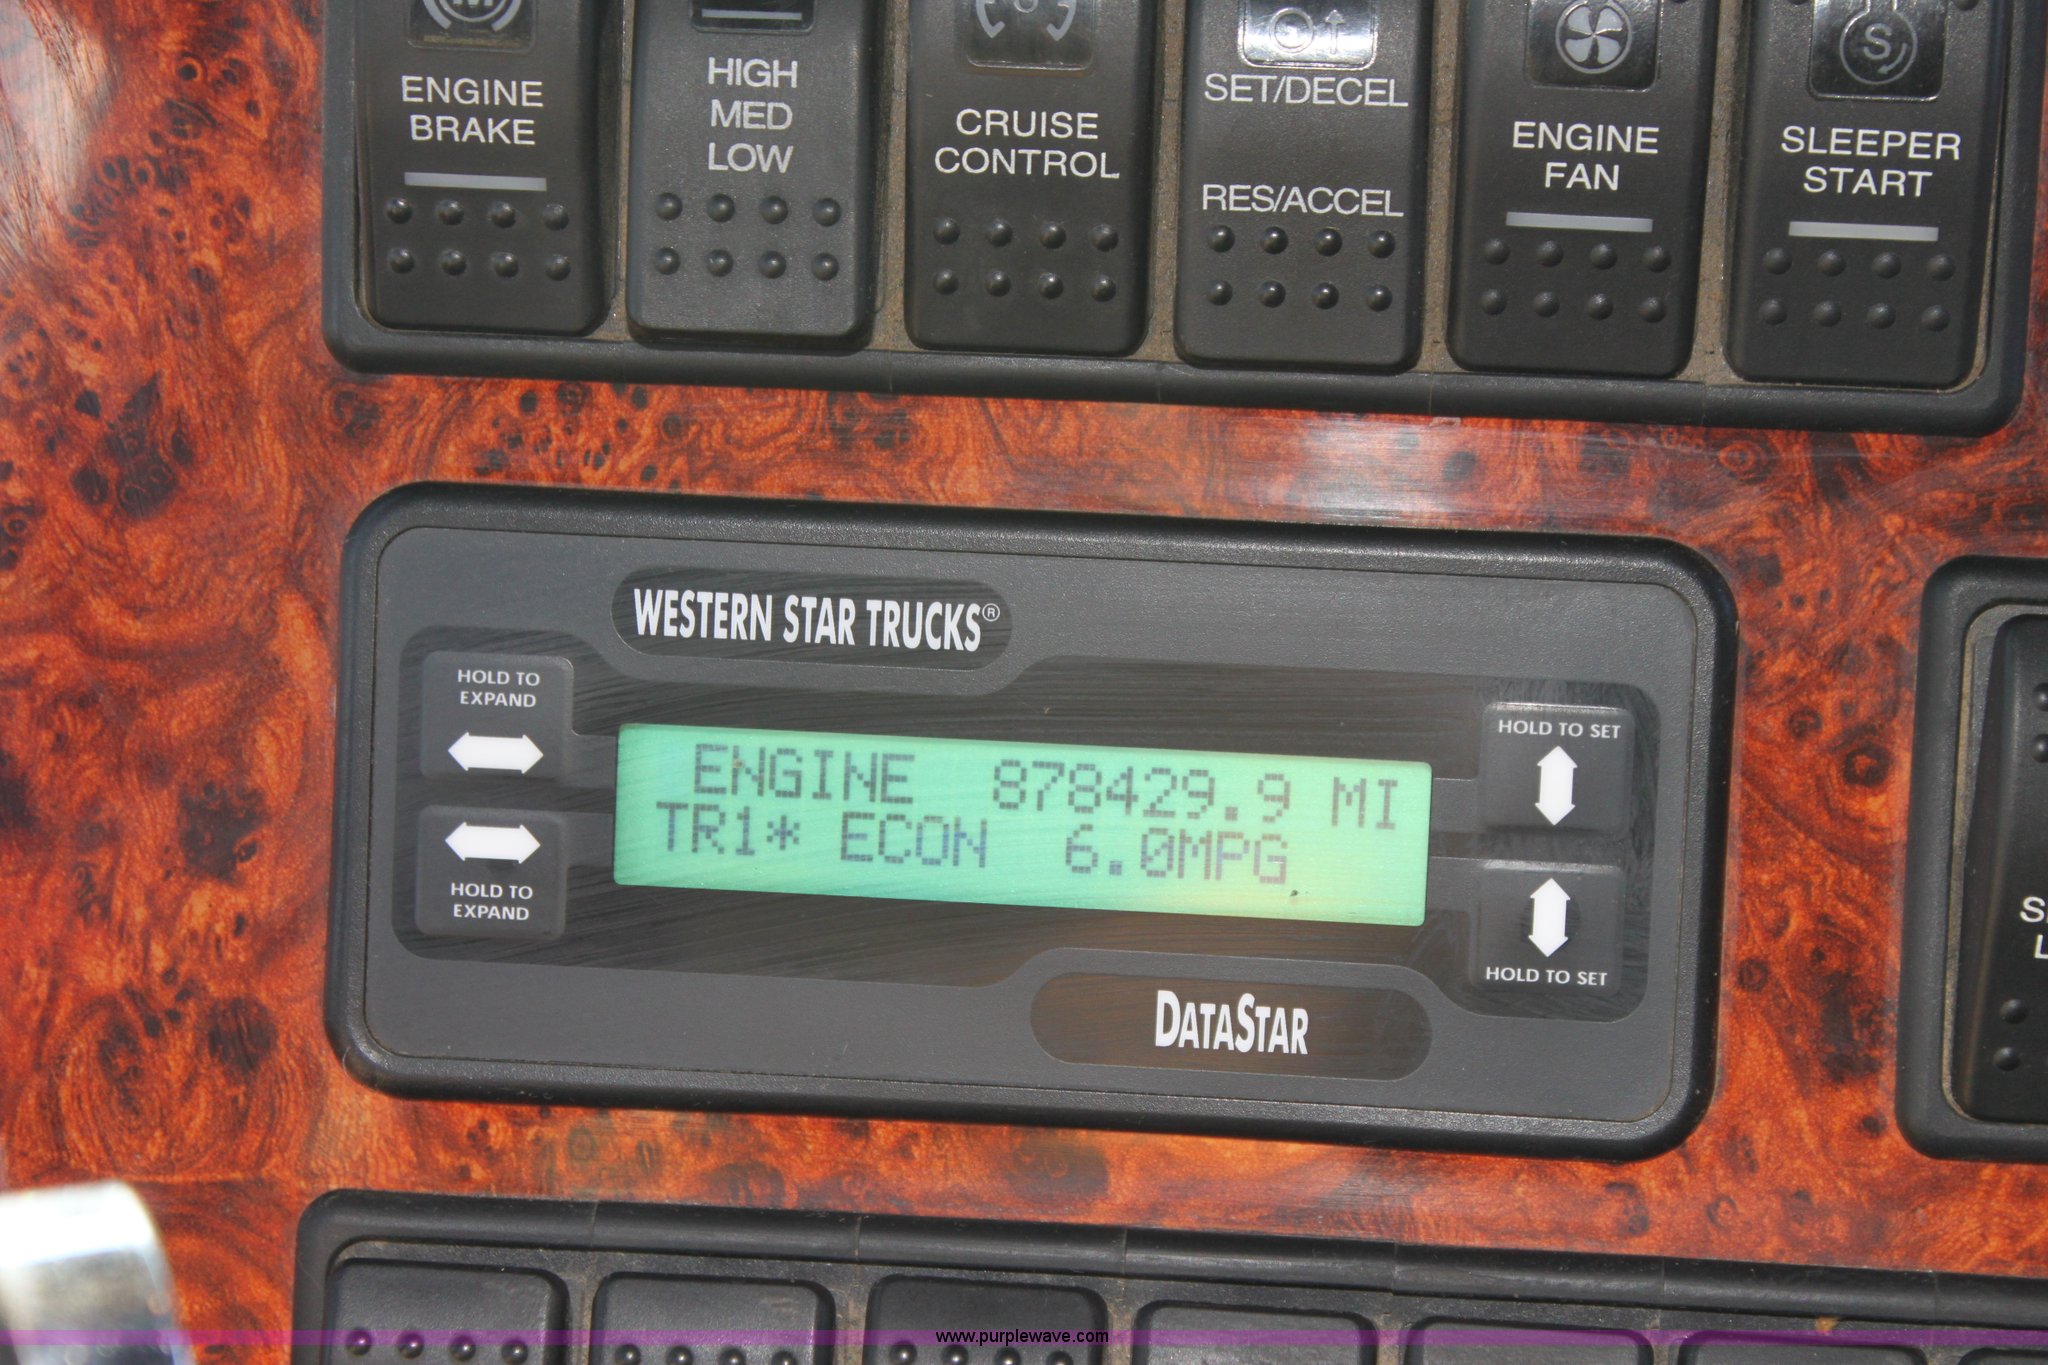 ENGINE
BRAKE
HIGH
MED
LOW
CRUISE
CONTROL
SET/DECEL
RES/ACCEL
ENGINE
FAN
S
SLEEPER
START
WESTERN STAR TRUCKS®
HOLD TO
EXPAND
HOLD TO SET
ENGINE 878429.9 MI
TR1* ECON 6.0MPG
HOLD TO
EXPAND
HOLD TO SET
DATASTAR
www.purplewave.com